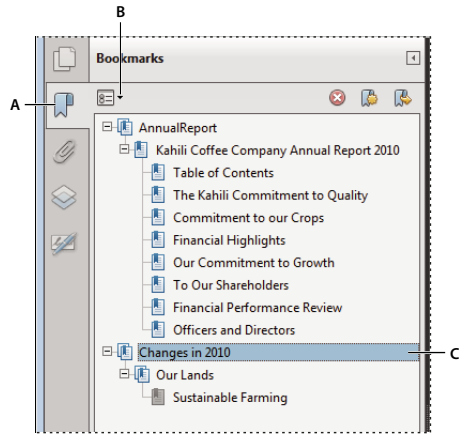 B
Bookmarks
A
AnnualReport
Kahili Coffee Company Annual Report 2010
Table of Contents
The Kahili Commitment to Quality
Commitment to our Crops
Financial Highlights
Our Commitment to Growth
To Our Shareholders
Financial Performance Review
Officers and Directors
Changes in 2010
C
Our Lands
Sustainable Farming